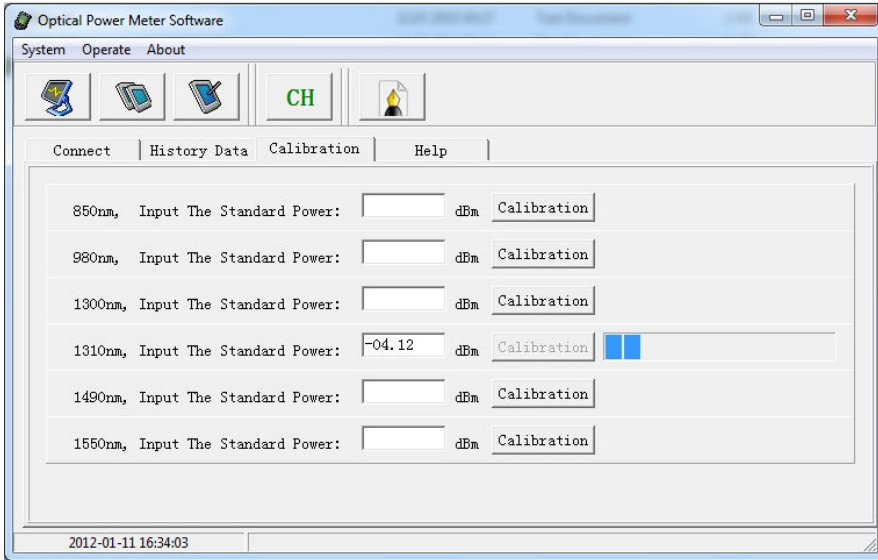 Optical Power Meter Software
System Operate About
CH
Connect History Data Calibration Help
850nm, Input The Standard Power: dBm Calibration
980nm, Input The Standard Power: dBm Calibration
1300nm, Input The Standard Power: dBm Calibration
1310nm, Input The Standard Power: -04.12 dBm Calibration
1490nm, Input The Standard Power: dBm Calibration
1550nm, Input The Standard Power: dBm Calibration
2012-01-11 16:34:03